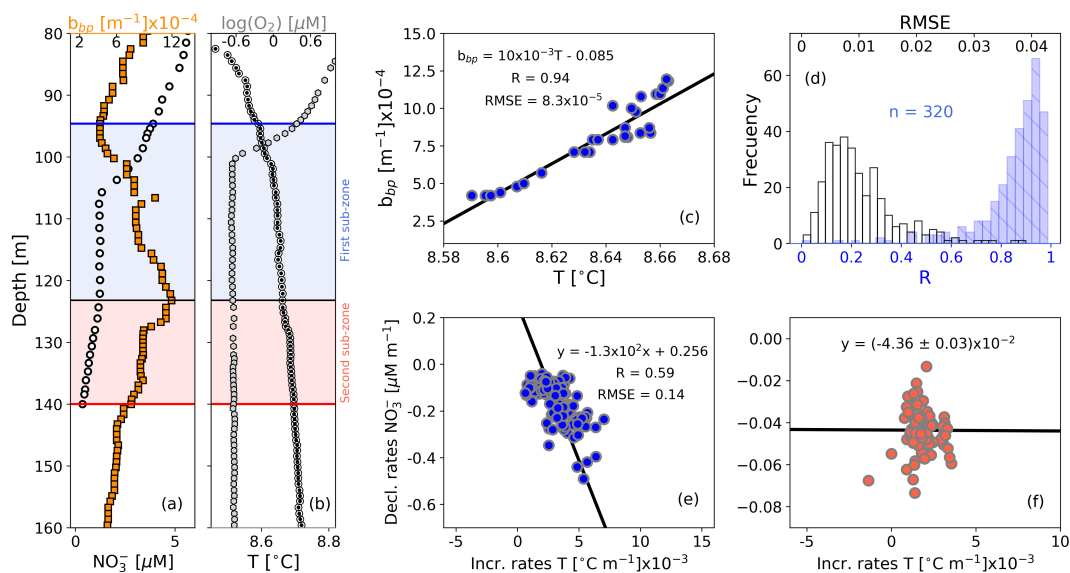 b_bp [m⁻¹]x10⁻⁴
2 6 12
80
90
100
110
120
130
140
150
160
Depth [m]
0 5
NO₃⁻ [μM]
(a)
log(O₂) [μM]
-0.6 0 0.6
8.6 8.8
T [˚C]
(b)
First sub-zone
Second sub-zone
15.0
12.5
10.0
7.5
5.0
2.5
b_bp [m⁻¹]x10⁻⁴
b_bp = 10x10⁻³T - 0.085
R = 0.94
RMSE = 8.3x10⁻⁵
(c)
8.58 8.60 8.62 8.64 8.66 8.68
T [˚C]
RMSE
0 0.01 0.02 0.03 0.04
(d)
n = 320
60
40
20
0
Frecuency
0 0.2 0.4 0.6 0.8 1
R
0.2
0.0
−0.2
−0.4
−0.6
Decl. rates NO₃⁻ [μM m⁻¹]
y = -1.3x10²x + 0.256
R = 0.59
RMSE = 0.14
(e)
−5 0 5 10 15
Incr. rates T [˚C m⁻¹]x10⁻³
0.00
−0.02
−0.04
−0.06
−0.08
y = (-4.36 ± 0.03)x10⁻²
(f)
−5 0 5 10
Incr. rates T [˚C m⁻¹]x10⁻³